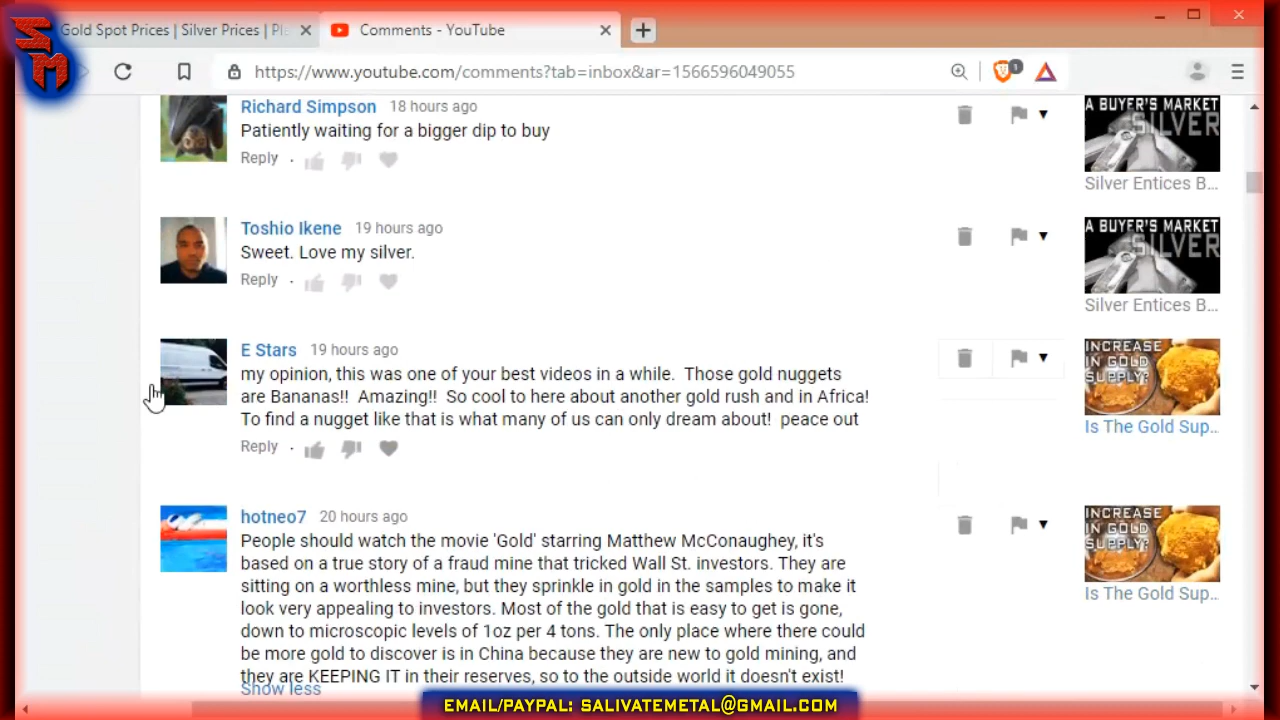 SM
Gold Spot Prices | Silver Prices | Pl
Comments - YouTube
https://www.youtube.com/comments?tab=inbox&ar=1566596049055
1
Richard Simpson 18 hours ago
Patiently waiting for a bigger dip to buy
Reply
A BUYER'S MARKET
SILVER
Silver Entices B...
Toshio Ikene 19 hours ago
Sweet. Love my silver.
Reply
A BUYER'S MARKET
SILVER
Silver Entices B...
E Stars 19 hours ago
my opinion, this was one of your best videos in a while. Those gold nuggets
are Bananas!! Amazing!! So cool to here about another gold rush and in Africa!
To find a nugget like that is what many of us can only dream about! peace out
Reply
INCREASE
IN GOLD
SUPPLY?
Is The Gold Sup...
hotneo7 20 hours ago
People should watch the movie 'Gold' starring Matthew McConaughey, it's
based on a true story of a fraud mine that tricked Wall St. investors. They are
sitting on a worthless mine, but they sprinkle in gold in the samples to make it
look very appealing to investors. Most of the gold that is easy to get is gone,
down to microscopic levels of 1oz per 4 tons. The only place where there could
be more gold to discover is in China because they are new to gold mining, and
they are KEEPING IT in their reserves, so to the outside world it doesn't exist!
Show less
INCREASE
IN GOLD
SUPPLY?
Is The Gold Sup...
EMAIL/PAYPAL: SALIVATEMETAL@GMAIL.COM